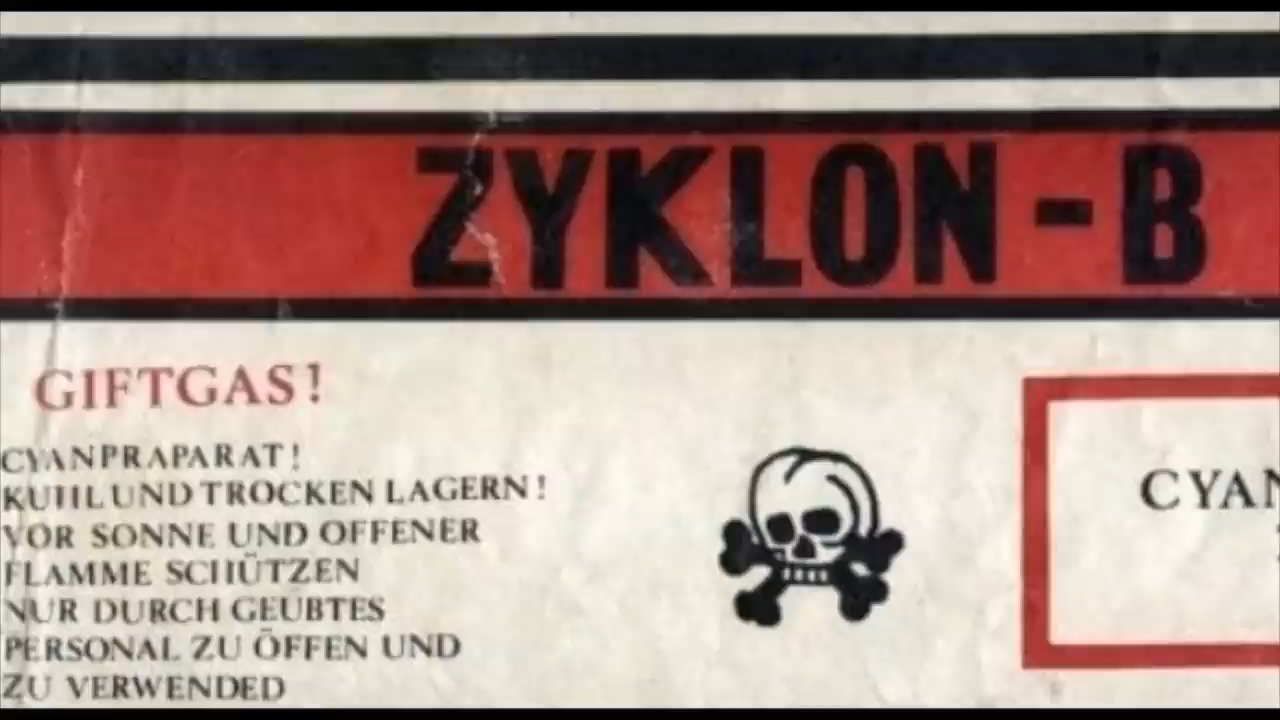 ZYKLON-B
GIFTGAS!
CYANPRAPARAT!
KUHL UND TROCKEN LAGERN!
VOR SONNE UND OFFENER
FLAMME SCHÜTZEN
NUR DURCH GEÜBTES
PERSONAL ZU ÖFFEN UND
ZU VERWENDED
CYAN